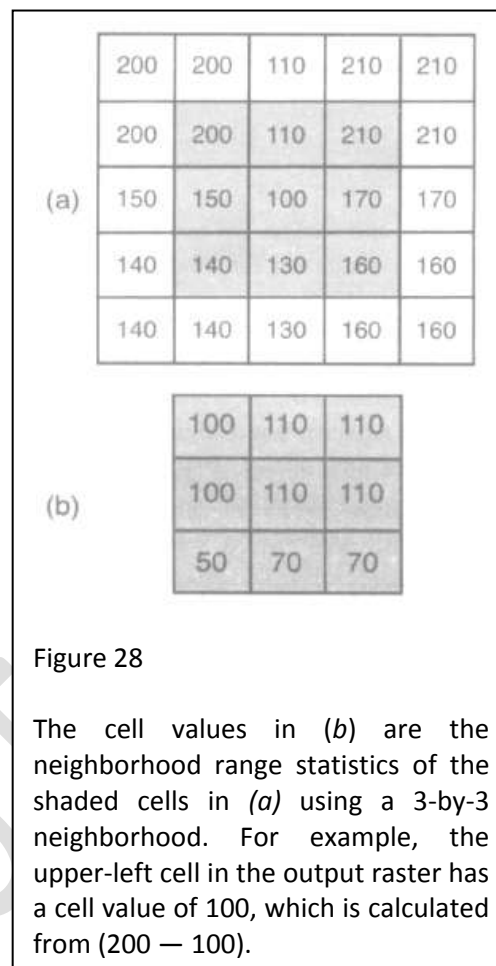 200 200 110 210 210
200 200 110 210 210
(a) 150 150 100 170 170
140 140 130 160 160
140 140 130 160 160
100 110 110
(b) 100 110 110
50 70 70
Figure 28
The cell values in (b) are the
neighborhood range statistics of the
shaded cells in (a) using a 3-by-3
neighborhood. For example, the
upper-left cell in the output raster has
a cell value of 100, which is calculated
from (200 — 100).